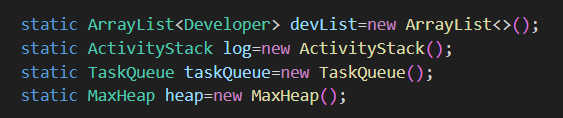 static ArrayList<Developer> devList=new ArrayList<>();
static ActivityStack log=new ActivityStack();
static TaskQueue taskQueue=new TaskQueue();
static MaxHeap heap=new MaxHeap();